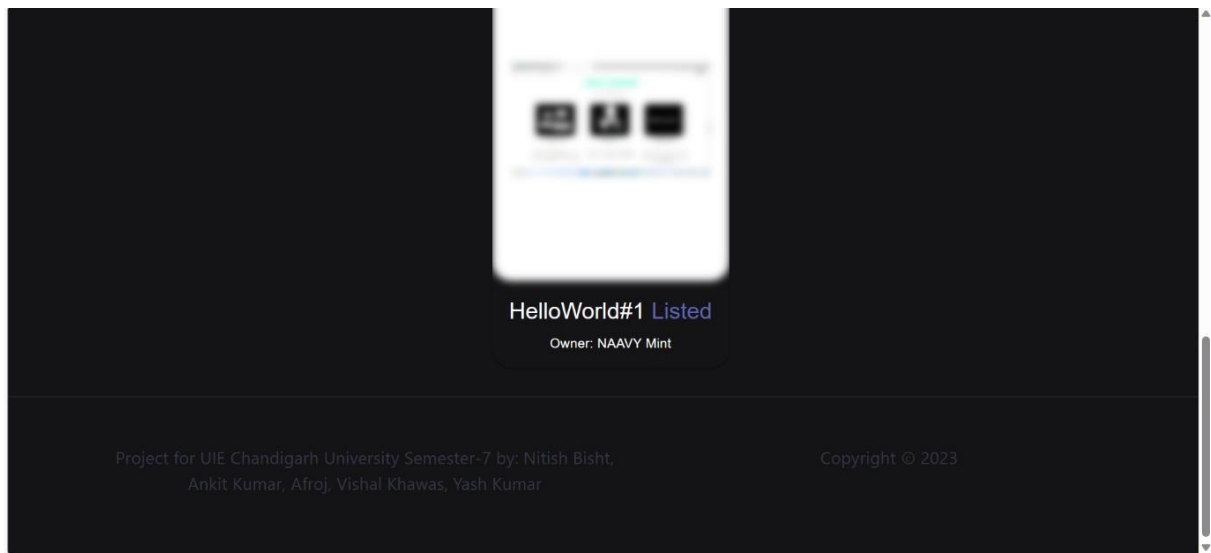 HelloWorld#1 Listed
Owner: NAAVY Mint
Project for UIE Chandigarh University Semester-7 by: Nitish Bisht,
Ankit Kumar, Afroj, Vishal Khawas, Yash Kumar
Copyright © 2023